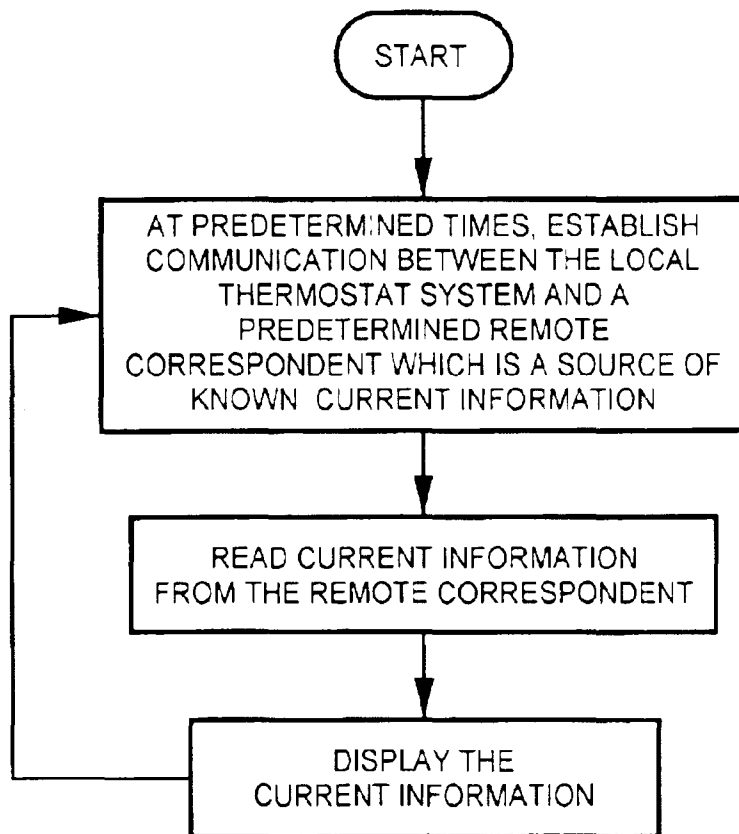 START
AT PREDETERMINED TIMES, ESTABLISH
COMMUNICATION BETWEEN THE LOCAL
THERMOSTAT SYSTEM AND A
PREDETERMINED REMOTE
CORRESPONDENT WHICH IS A SOURCE OF
KNOWN CURRENT INFORMATION
READ CURRENT INFORMATION
FROM THE REMOTE CORRESPONDENT
DISPLAY THE
CURRENT INFORMATION